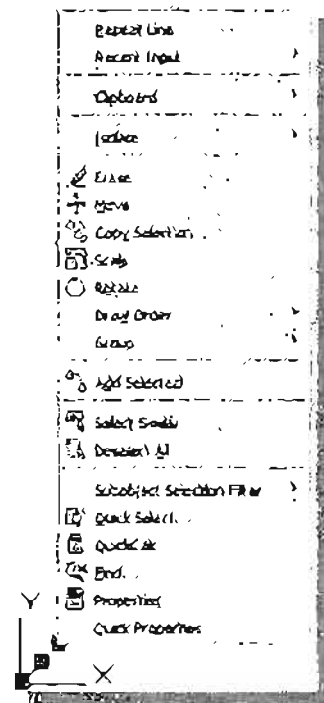 Repeat Line
Recent Input
Clipboard
Isolate
Erase
Move
Copy Selection
Scale
Rotate
Draw Order
Group
Add Selected
Select Similar
Deselect All
Subobject Selection Filter
Quick Select...
QuickCalc
Find...
Properties
Quick Properties
Y
X